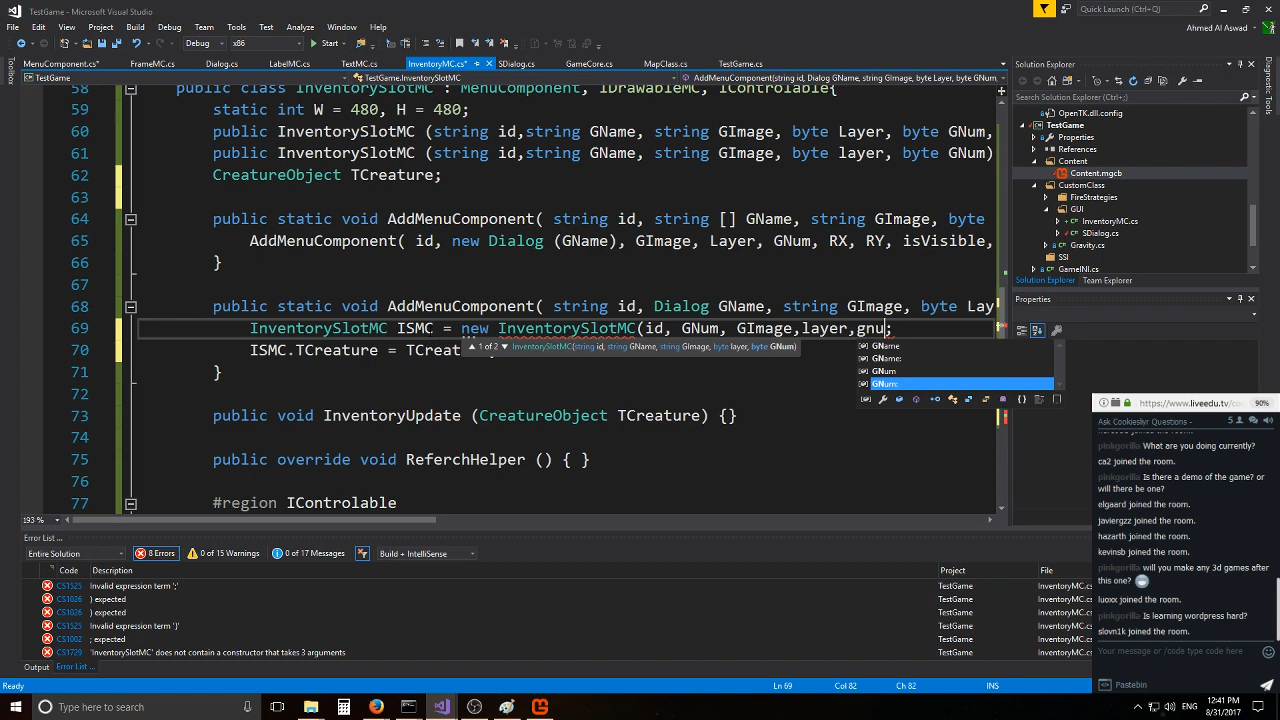 TestGame - Microsoft Visual Studio
Quick Launch (Ctrl+Q)
File Edit View Project Build Debug Team Tools Test Analyze Window Help
Ahmed Al Aswad
Debug x86 Start
MenuComponent.cs* FrameMC.cs Dialog.cs LabelMC.cs TextMC.cs InventoryMC.cs* SDialog.cs GameCore.cs MapClass.cs TestGame.cs
TestGame TestGame.InventorySlotMC AddMenuComponent(string id, Dialog GName, string GImage, byte Layer, byte GNum,
58 public class InventorySlotMC : MenuComponent, IDrawableMC, IControlable{
59 static int W = 480, H = 480;
60 public InventorySlotMC (string id,string GName, string GImage, byte Layer, byte GNum,
61 public InventorySlotMC (string id,string GName, string GImage, byte layer, byte GNum)
62 CreatureObject TCreature;
63
64 public static void AddMenuComponent( string id, string [] GName, string GImage, byte
65 AddMenuComponent( id, new Dialog (GName), GImage, Layer, GNum, RX, RY, isVisible,
66 }
67
68 public static void AddMenuComponent( string id, Dialog GName, string GImage, byte Lay
69 InventorySlotMC ISMC = new InventorySlotMC(id, GNum, GImage,layer,gnu;
1 of 2 InventorySlotMC(string id, string GName, string GImage, byte layer, byte GNum)
70 ISMC.TCreature = TCrea
71 }
72
73 public void InventoryUpdate (CreatureObject TCreature) {}
74
75 public override void ReferchHelper () { }
76
77 #region IControlable
GName
GName:
GNum
GNum:
193 %
Error List ...
Entire Solution 8 Errors 0 of 15 Warnings 0 of 17 Messages Build + IntelliSense
Code Description Project File
CS1525 Invalid expression term ';' TestGame InventoryMC.cs
CS1026 ) expected TestGame InventoryMC.cs
CS1026 ) expected TestGame InventoryMC.cs
CS1525 Invalid expression term '}' TestGame InventoryMC.cs
CS1002 ; expected TestGame InventoryMC.cs
CS1729 'InventorySlotMC' does not contain a constructor that takes 3 arguments TestGame InventoryMC.cs
Output Error List ...
Ready Ln 69 Col 82 Ch 82 INS
Toolbox
Solution Explorer
Search Solution Explorer (Ctrl+;)
OpenTK.dll.config
TestGame
Properties
References
Content
Content.mgcb
CustomClass
FireStrategies
GUI
InventoryMC.cs
SDialog.cs
Gravity.cs
SSI
GameINI.cs
Solution Explorer Team Explorer
Properties
Diagnostic Tools
https://www.liveedu.tv/co 90%
Ask Cookieslyr Questions - 5
pinkgorilla What are you doing currently?
ca2 joined the room.
pinkgorilla Is there a demo of the game? or
will there be one?
elgaard joined the room.
javiergzz joined the room.
hazarth joined the room.
kevinsb joined the room.
pinkgorilla will you make any 3d games after
this one?
luoxx joined the room.
pinkgorilla Is learning wordpress hard?
slovn1k joined the room.
Your message or /code type code here
Pastebin
Type here to search
12:41 PM
8/31/2017